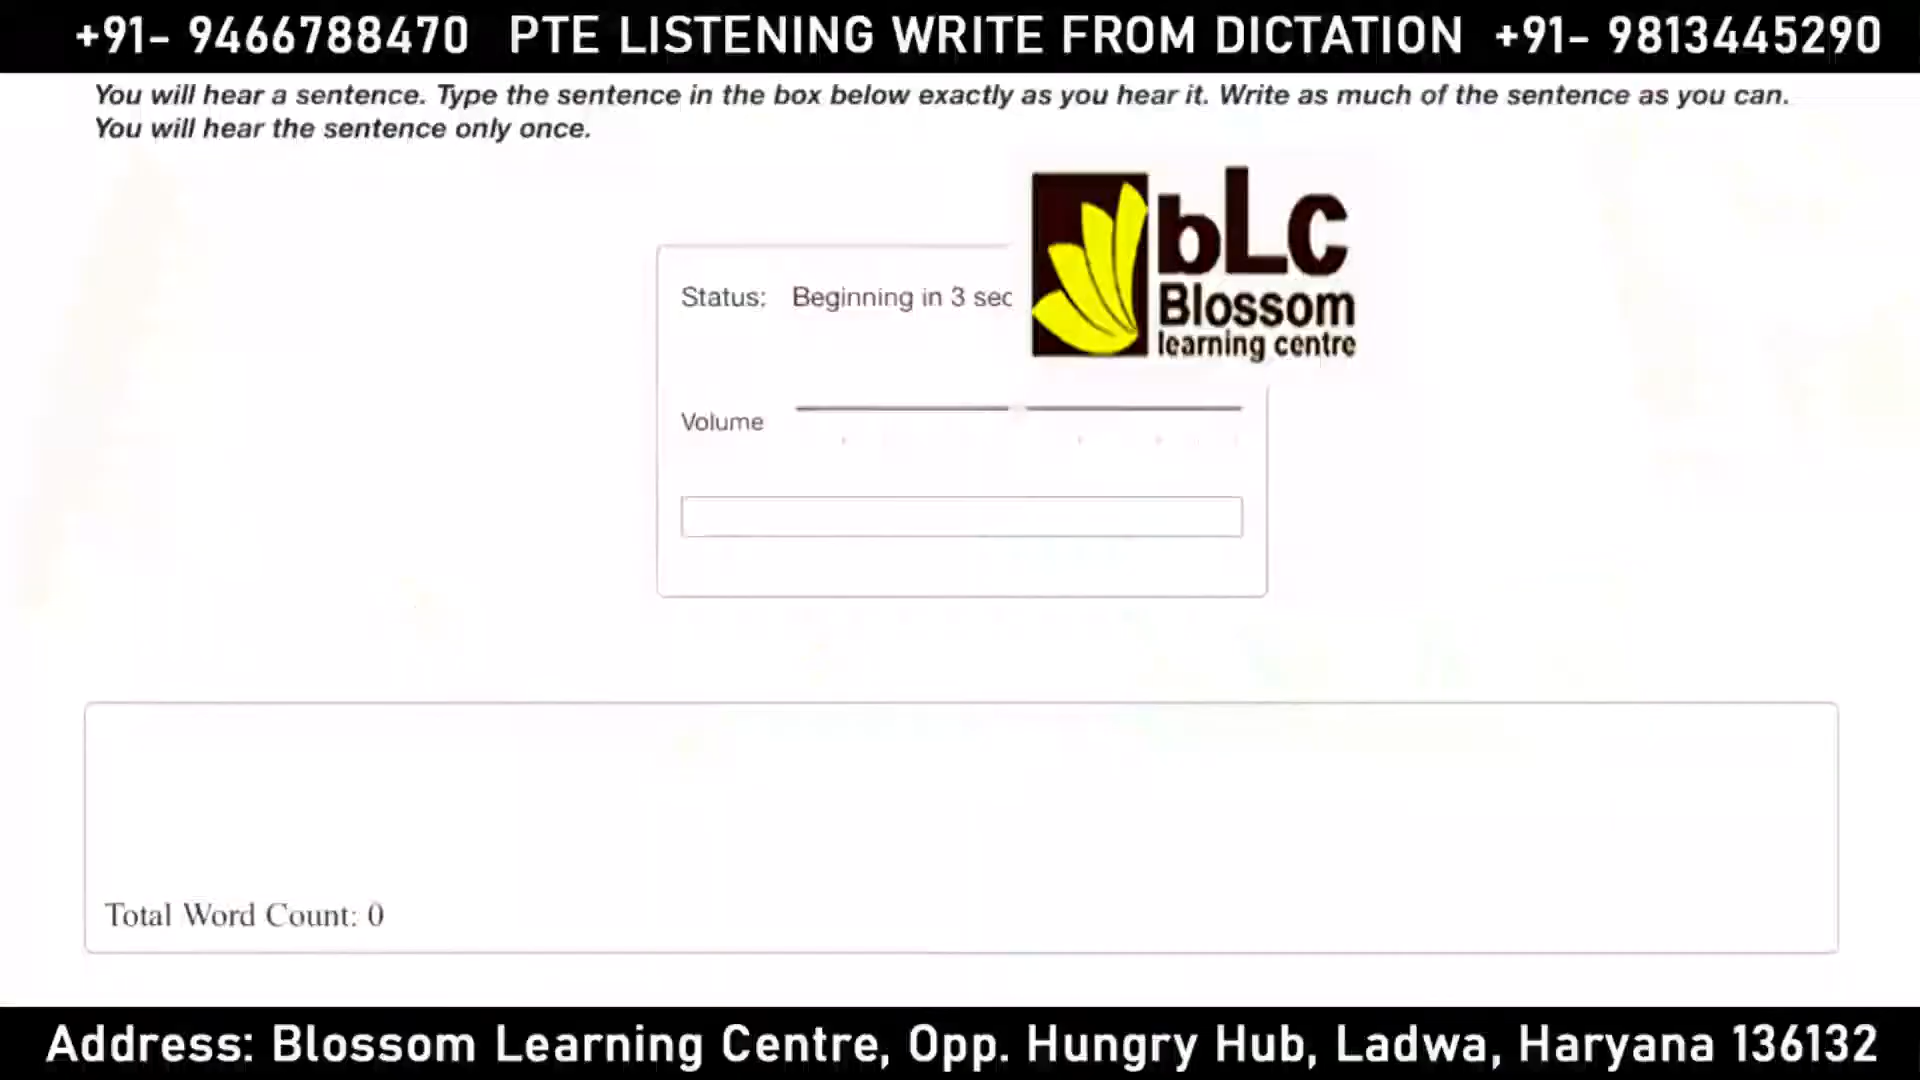 +91- 9466788470 PTE LISTENING WRITE FROM DICTATION +91- 9813445290
You will hear a sentence. Type the sentence in the box below exactly as you hear it. Write as much of the sentence as you can.
You will hear the sentence only once.
bLC
Blossom
learning centre
Status: Beginning in 3 sec
Volume
Total Word Count: 0
Address: Blossom Learning Centre, Opp. Hungry Hub, Ladwa, Haryana 136132